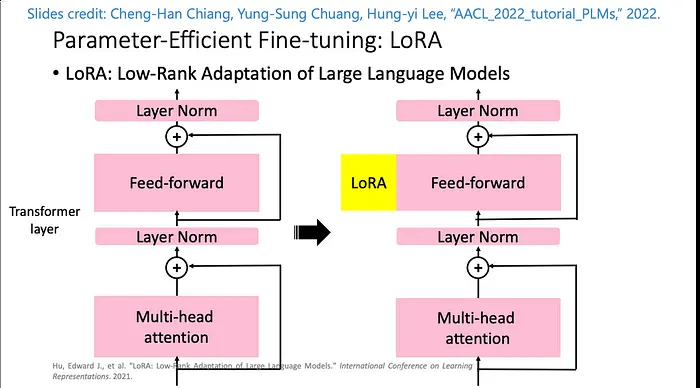 Slides credit: Cheng-Han Chiang, Yung-Sung Chuang, Hung-yi Lee, “AACL_2022_tutorial_PLMs,” 2022.
Parameter-Efficient Fine-tuning: LoRA
• LoRA: Low-Rank Adaptation of Large Language Models
Layer Norm
+
Feed-forward
Transformer
layer
Layer Norm
+
Multi-head
attention
Layer Norm
+
LoRA
Feed-forward
Layer Norm
+
Multi-head
attention
Hu, Edward J., et al. "LoRA: Low-Rank Adaptation of Large Language Models." International Conference on Learning
Representations. 2021.